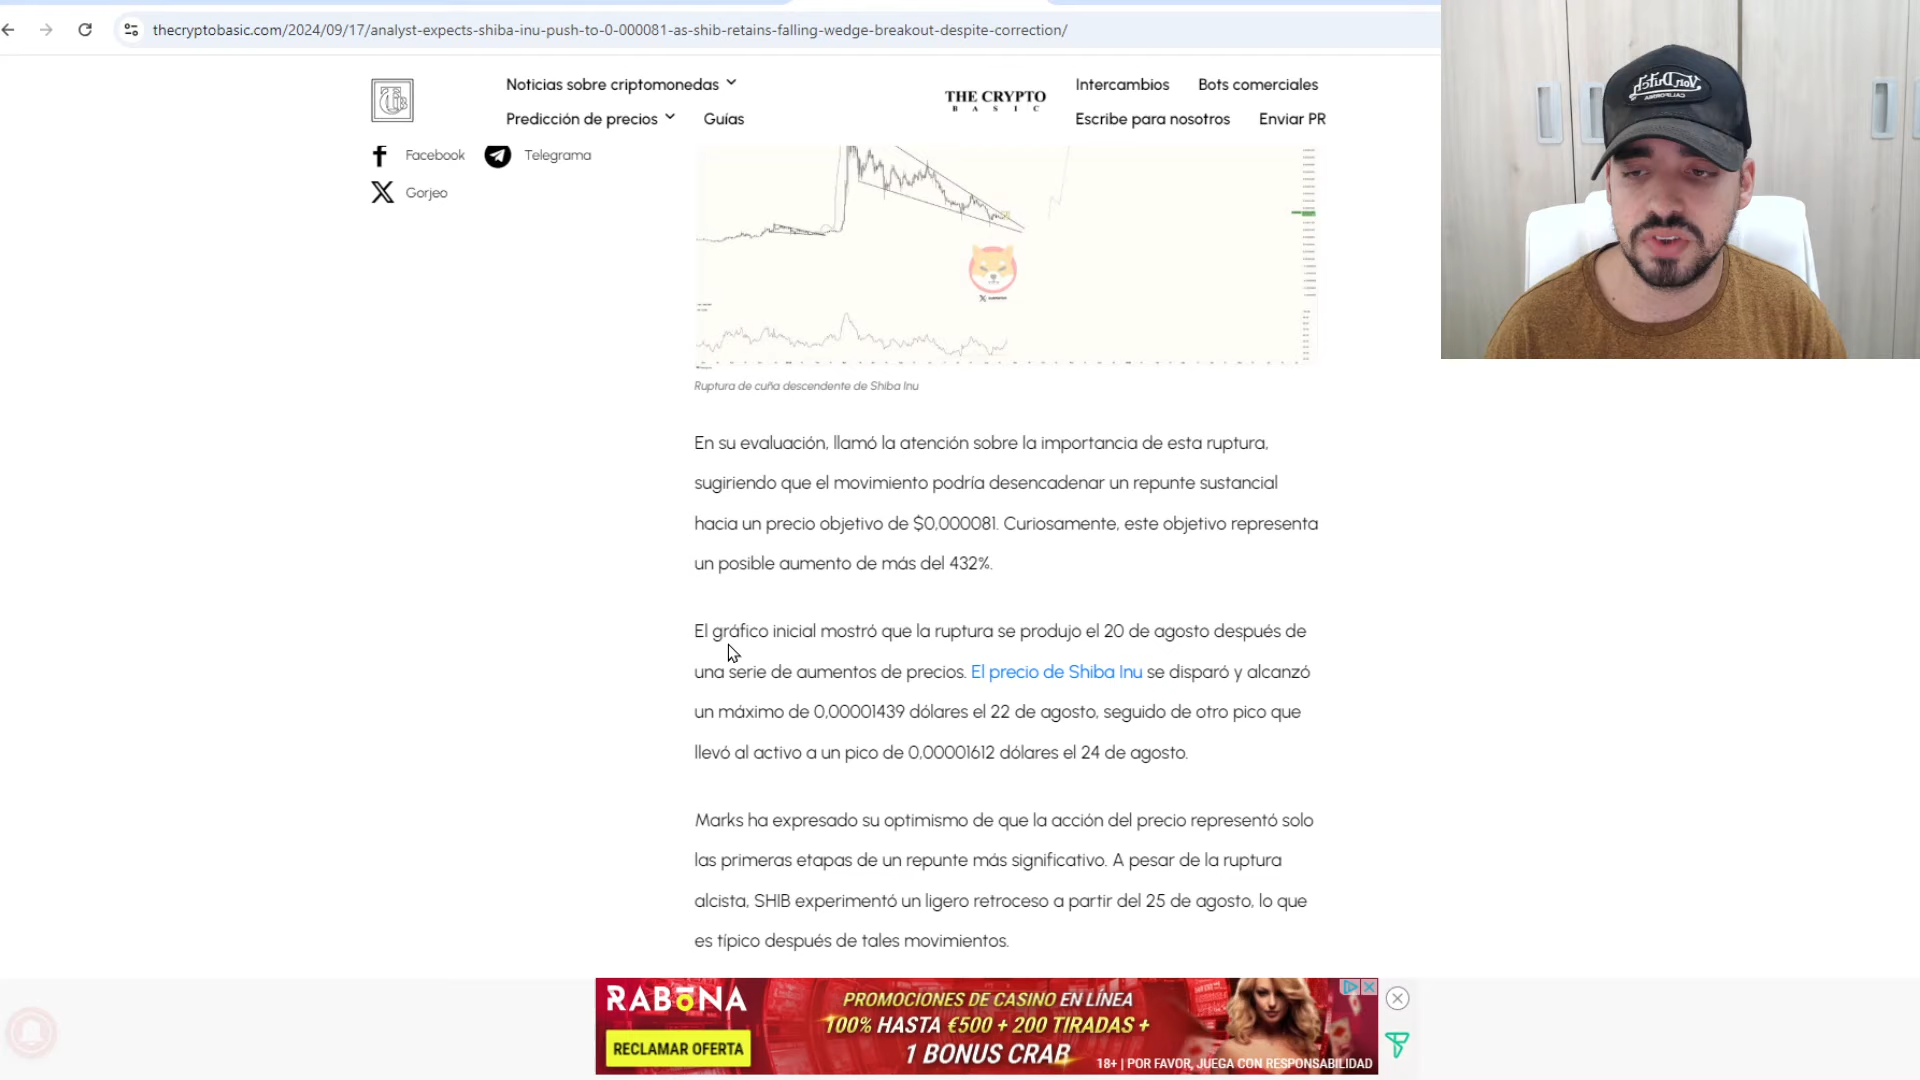 thecryptobasic.com/2024/09/17/analyst-expects-shiba-inu-push-to-0-000081-as-shib-retains-falling-wedge-breakout-despite-correction/
Noticias sobre criptomonedas
Predicción de precios
Guías
THE CRYPTO
BASIC
Intercambios
Bots comerciales
Escribe para nosotros
Enviar PR
Facebook
Telegrama
Gorjeo
Ruptura de cuña descendente de Shiba Inu
En su evaluación, llamó la atención sobre la importancia de esta ruptura,
sugiriendo que el movimiento podría desencadenar un repunte sustancial
hacia un precio objetivo de $0,000081. Curiosamente, este objetivo representa
un posible aumento de más del 432%.
El gráfico inicial mostró que la ruptura se produjo el 20 de agosto después de
una serie de aumentos de precios. El precio de Shiba Inu se disparó y alcanzó
un máximo de 0,00001439 dólares el 22 de agosto, seguido de otro pico que
llevó al activo a un pico de 0,00001612 dólares el 24 de agosto.
Marks ha expresado su optimismo de que la acción del precio representó solo
las primeras etapas de un repunte más significativo. A pesar de la ruptura
alcista, SHIB experimentó un ligero retroceso a partir del 25 de agosto, lo que
es típico después de tales movimientos.
RABONA
RECLAMAR OFERTA
PROMOCIONES DE CASINO EN LÍNEA
100% HASTA €500 + 200 TIRADAS +
1 BONUS CRAB
18+ | POR FAVOR, JUEGA CON RESPONSABILIDAD